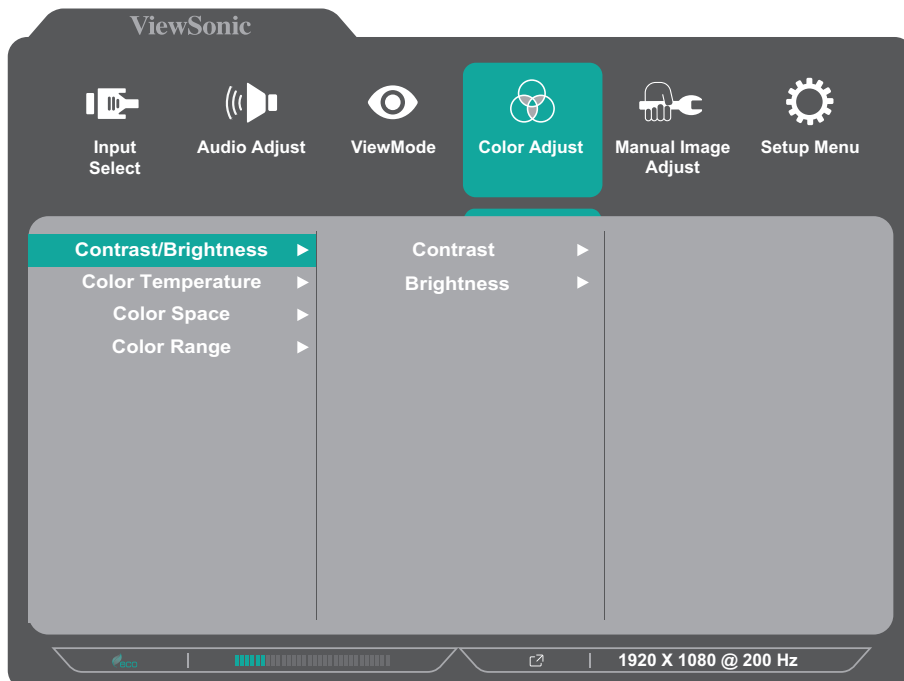 ViewSonic
Input
Select
Audio Adjust
ViewMode
Color Adjust
Manual Image
Adjust
Setup Menu
Contrast/Brightness
Color Temperature
Color Space
Color Range
Contrast
Brightness
eco
1920 X 1080 @ 200 Hz